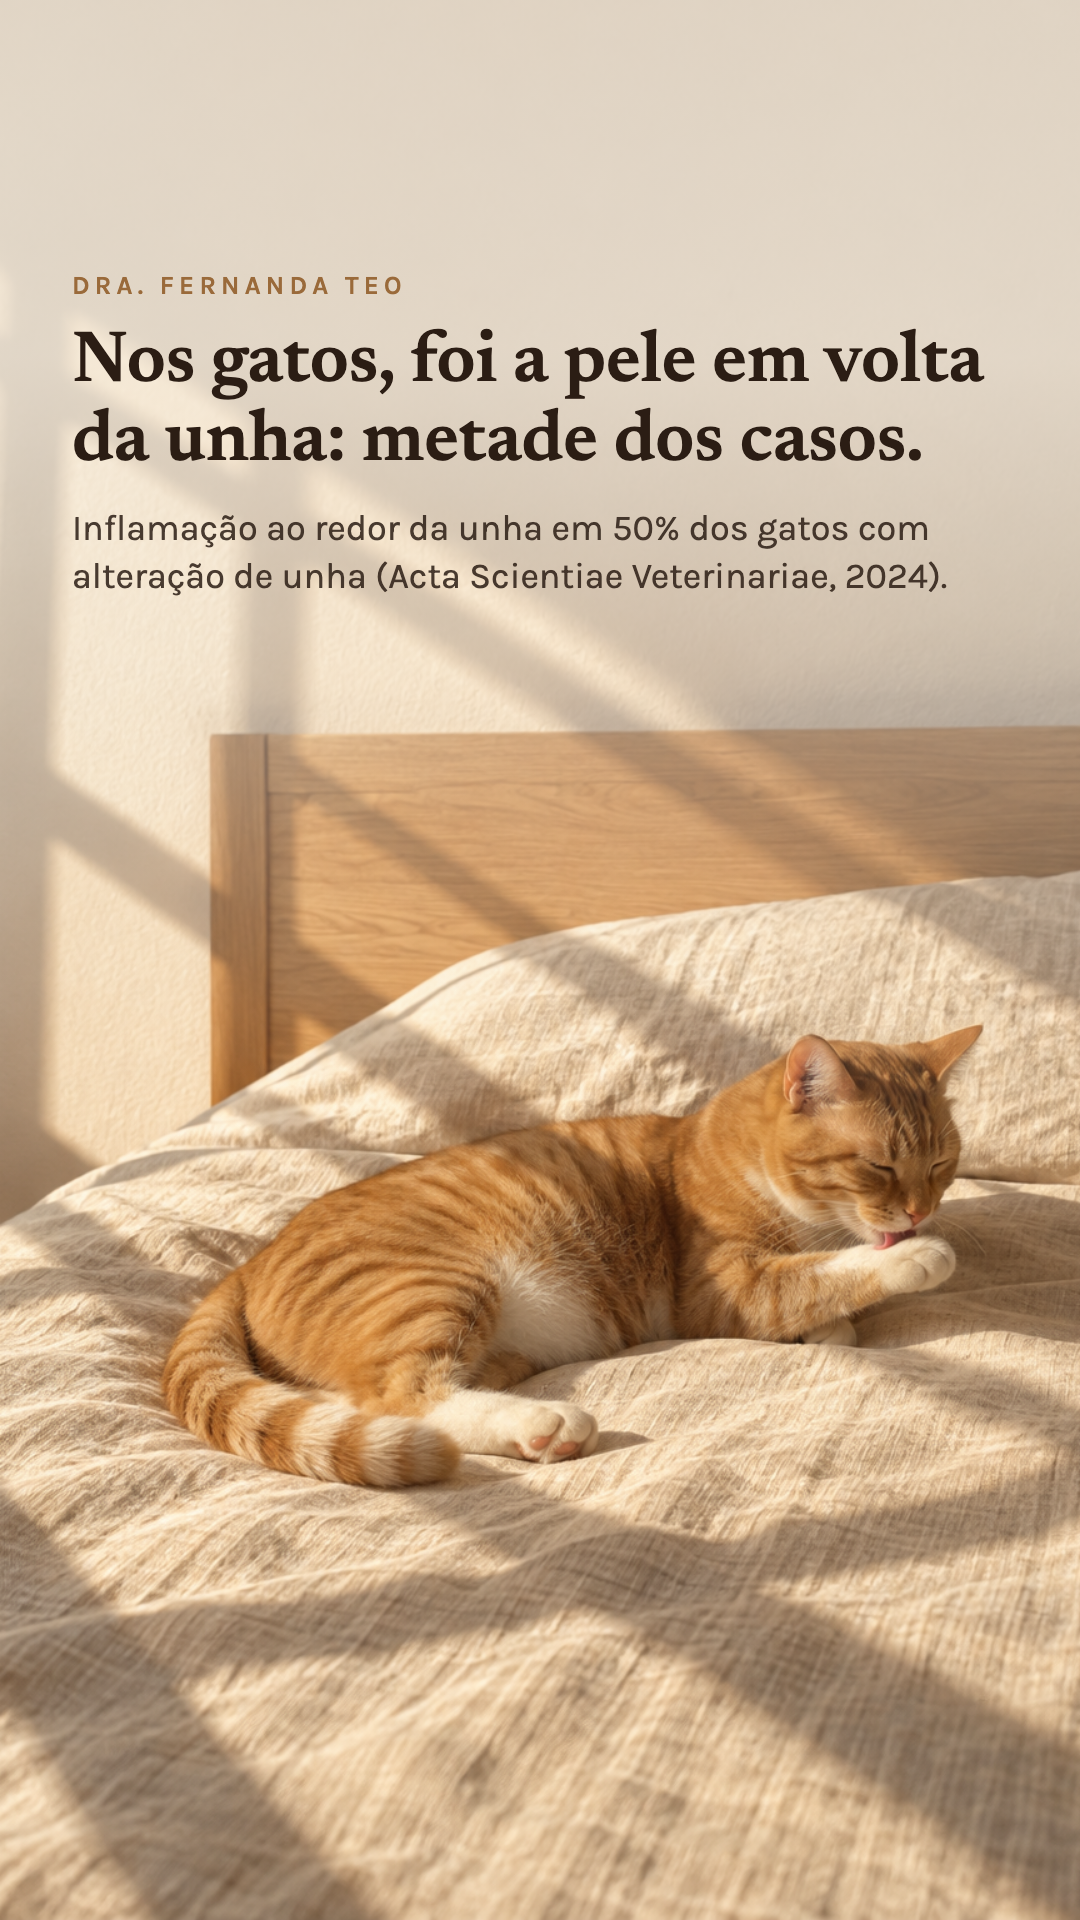 DRA. FERNANDA TEO
Nos gatos, foi a pele em volta
da unha: metade dos casos.
Inflamação ao redor da unha em 50% dos gatos com
alteração de unha (Acta Scientiae Veterinariae, 2024).